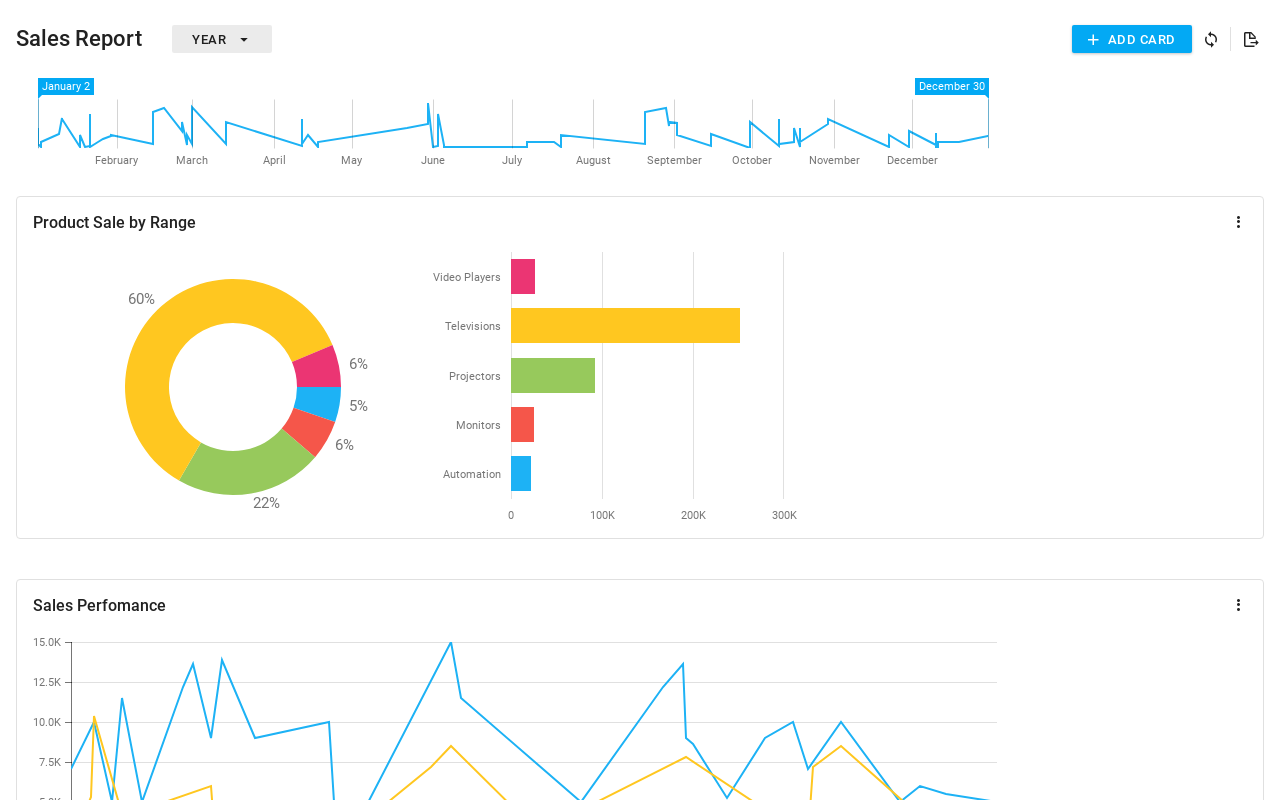 Sales Report
YEAR
ADD CARD
January 2
December 30
February
March
April
May
June
July
August
September
October
November
December
Product Sale by Range
60%
6%
5%
6%
22%
Video Players
Televisions
Projectors
Monitors
Automation
0
100K
200K
300K
Sales Perfomance
15.0K
12.5K
10.0K
7.5K
5.0K